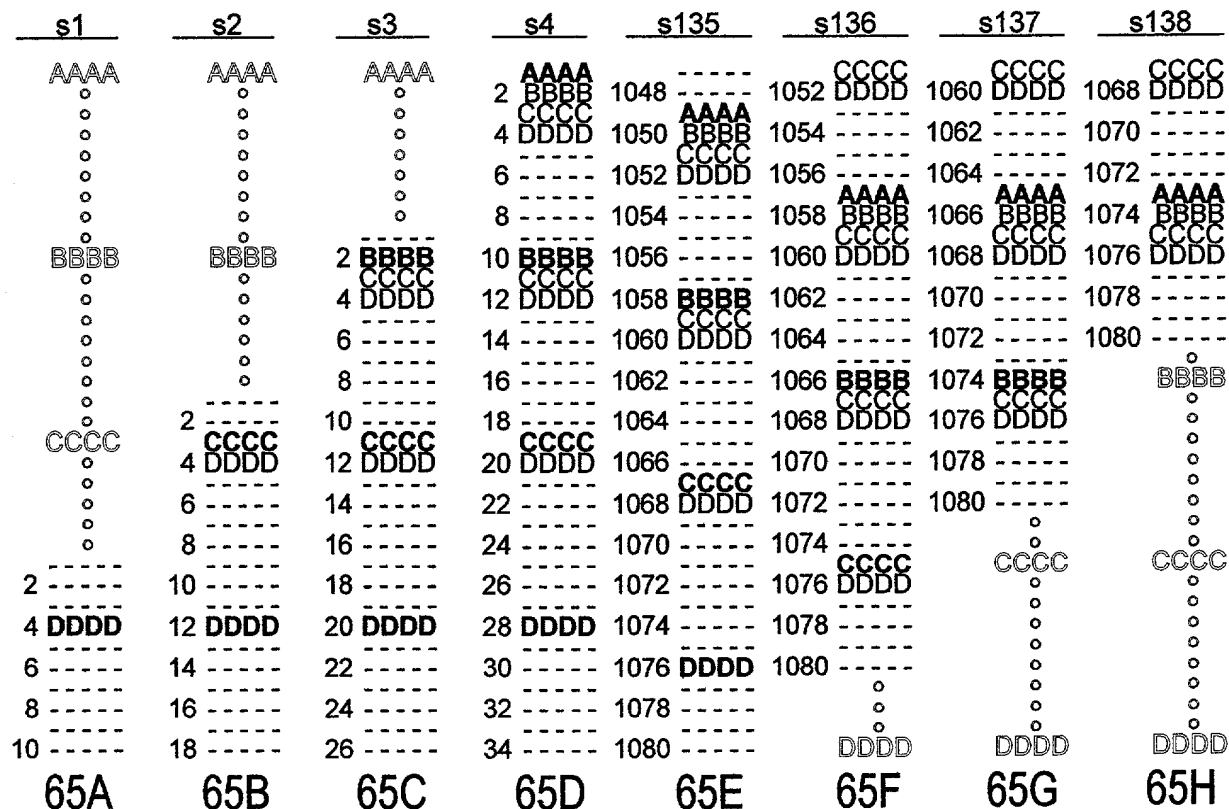 s1
AAAA
BBBB
CCCC
2
4 DDDD
6
8
10
65A
s2
AAAA
BBBB
2
CCCC
4 DDDD
6
8
10
12 DDDD
14
16
18
65B
s3
AAAA
2 BBBB
CCCC
4 DDDD
6
8
10
CCCC
12 DDDD
14
16
18
20 DDDD
22
24
26
65C
s4
AAAA
2 BBBB
CCCC
4 DDDD
6
8
10 BBBB
CCCC
12 DDDD
14
16
18
CCCC
20 DDDD
22
24
26
28 DDDD
30
32
34
65D
s135
1048
AAAA
1050 BBBB
CCCC
1052 DDDD
1054
1056
1058 BBBB
CCCC
1060 DDDD
1062
1064
1066
CCCC
1068 DDDD
1070
1072
1074
1076 DDDD
1078
1080
65E
s136
CCCC
1052 DDDD
1054
1056
AAAA
1058 BBBB
CCCC
1060 DDDD
1062
1064
1066 BBBB
CCCC
1068 DDDD
1070
1072
1074
CCCC
1076 DDDD
1078
1080
DDDD
65F
s137
CCCC
1060 DDDD
1062
1064
AAAA
1066 BBBB
CCCC
1068 DDDD
1070
1072
1074 BBBB
CCCC
1076 DDDD
1078
1080
CCCC
DDDD
65G
s138
CCCC
1068 DDDD
1070
1072
AAAA
1074 BBBB
CCCC
1076 DDDD
1078
1080
BBBB
CCCC
DDDD
65H